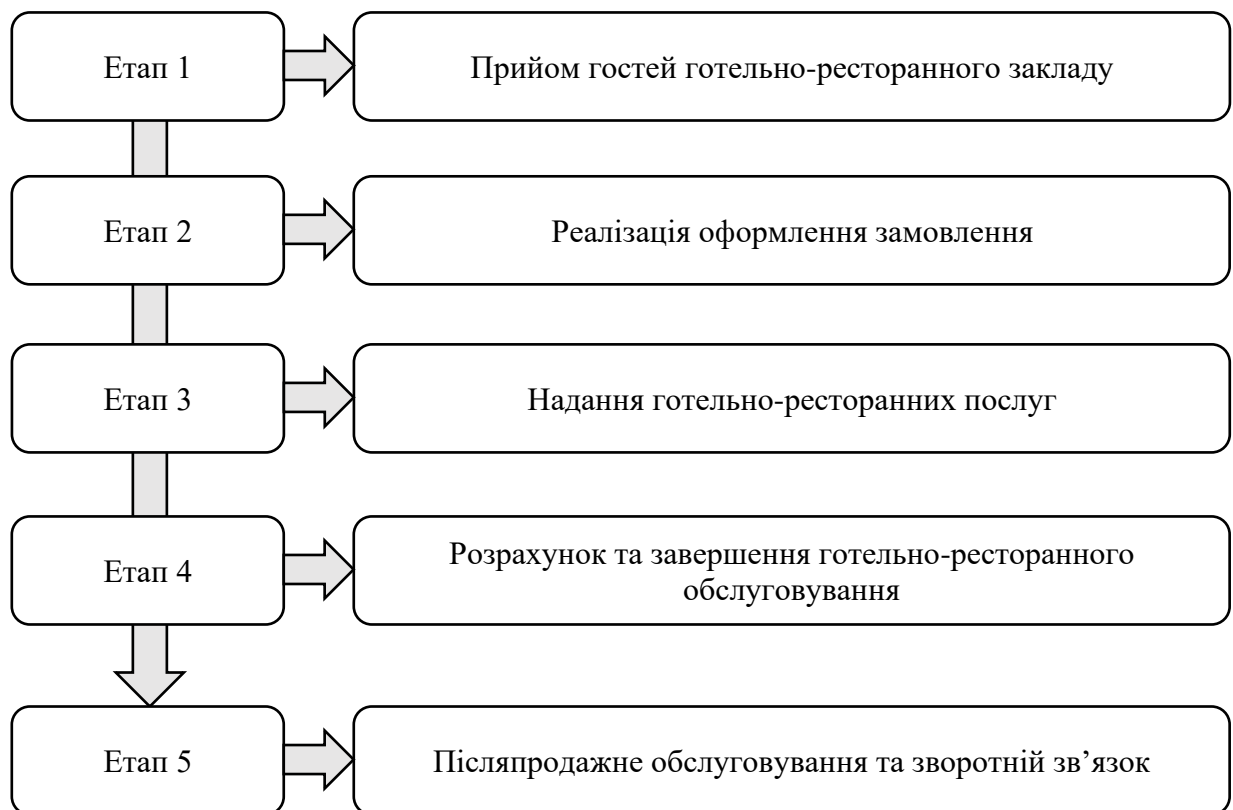 Етап 1
Прийом гостей готельно-ресторанного закладу
Етап 2
Реалізація оформлення замовлення
Етап 3
Надання готельно-ресторанних послуг
Етап 4
Розрахунок та завершення готельно-ресторанного
обслуговування
Етап 5
Післяпродажне обслуговування та зворотній зв’язок